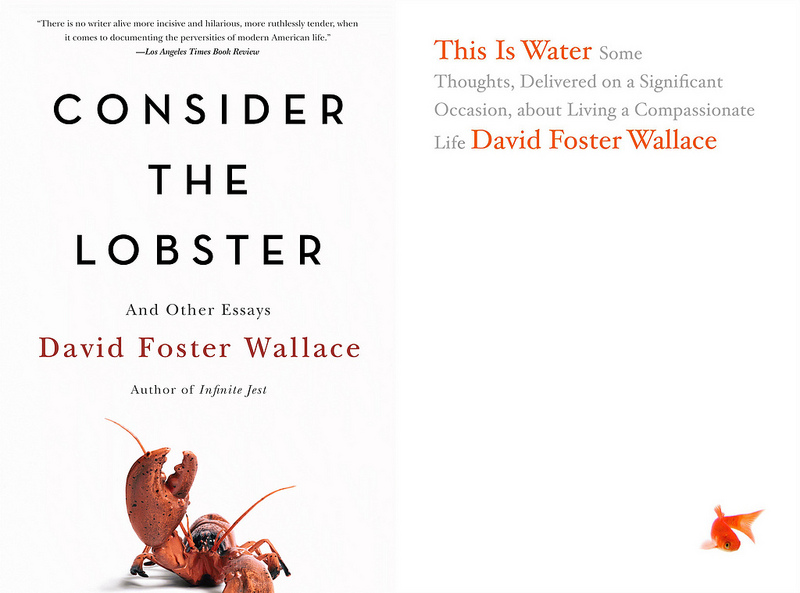 “There is no writer alive more incisive and hilarious, more ruthlessly tender, when
it comes to documenting the perversities of modern American life.”
—Los Angeles Times Book Review
CONSIDER
THE
LOBSTER
And Other Essays
David Foster Wallace
Author of Infinite Jest
This Is Water Some
Thoughts, Delivered on a Significant
Occasion, about Living a Compassionate
Life David Foster Wallace